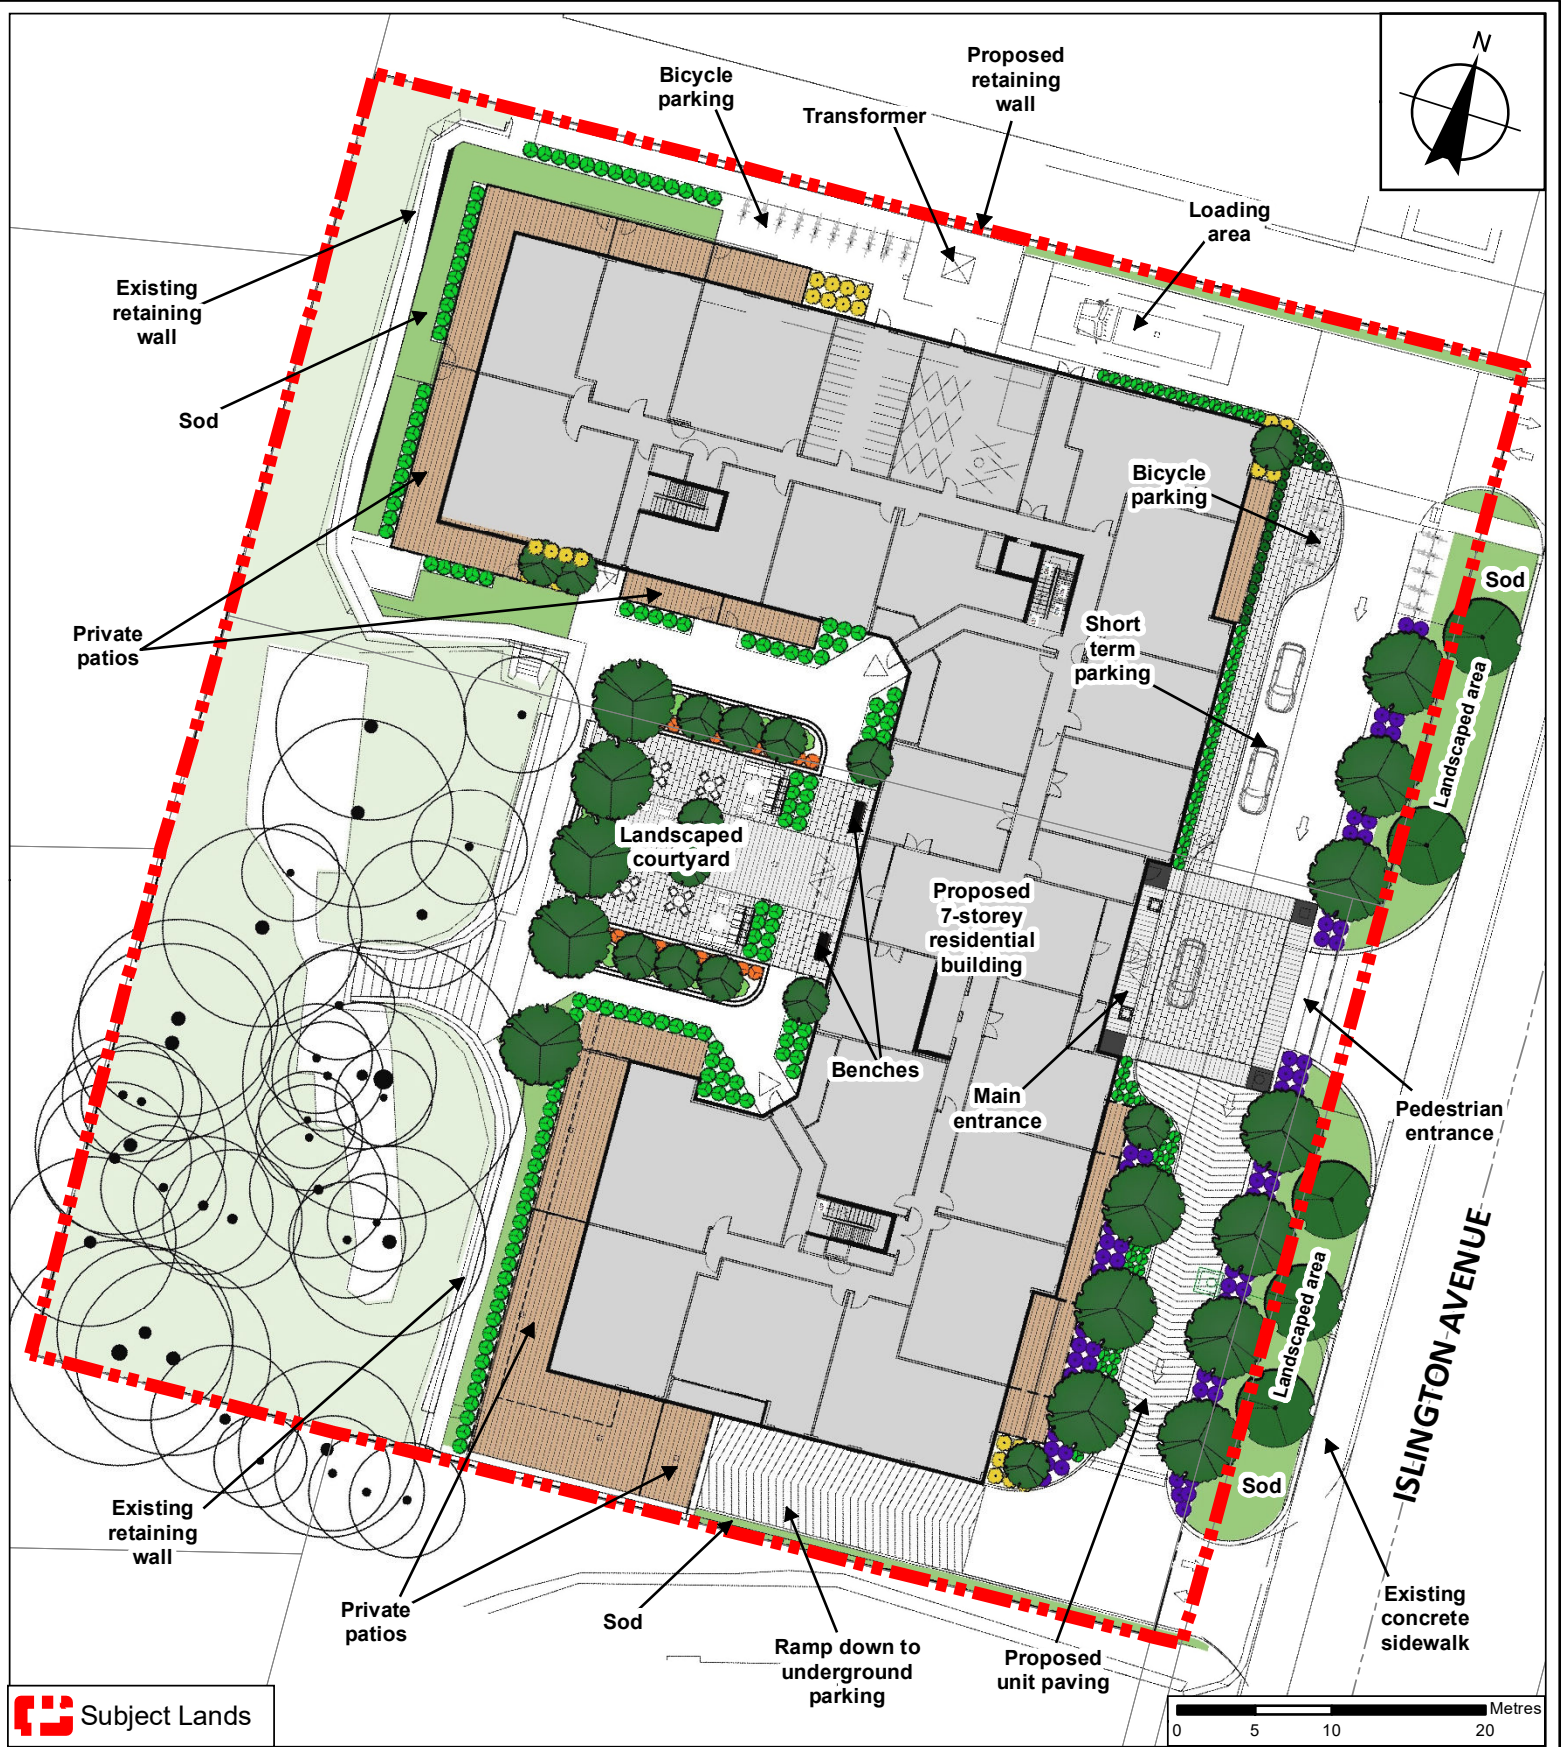 N
Proposed
retaining
wall
Bicycle
parking
Transformer
Loading
area
Existing
retaining
wall
Sod
Bicycle
parking
Sod
Short
term
parking
Private
patios
Landscaped area
Landscaped
courtyard
Proposed
7-storey
residential
building
Benches
Main
entrance
Pedestrian
entrance
Landscaped area
ISLINGTON AVENUE
Sod
Existing
retaining
wall
Private
patios
Sod
Ramp down to
underground
parking
Proposed
unit paving
Existing
concrete
sidewalk
Subject Lands
Metres
0 5 10 20